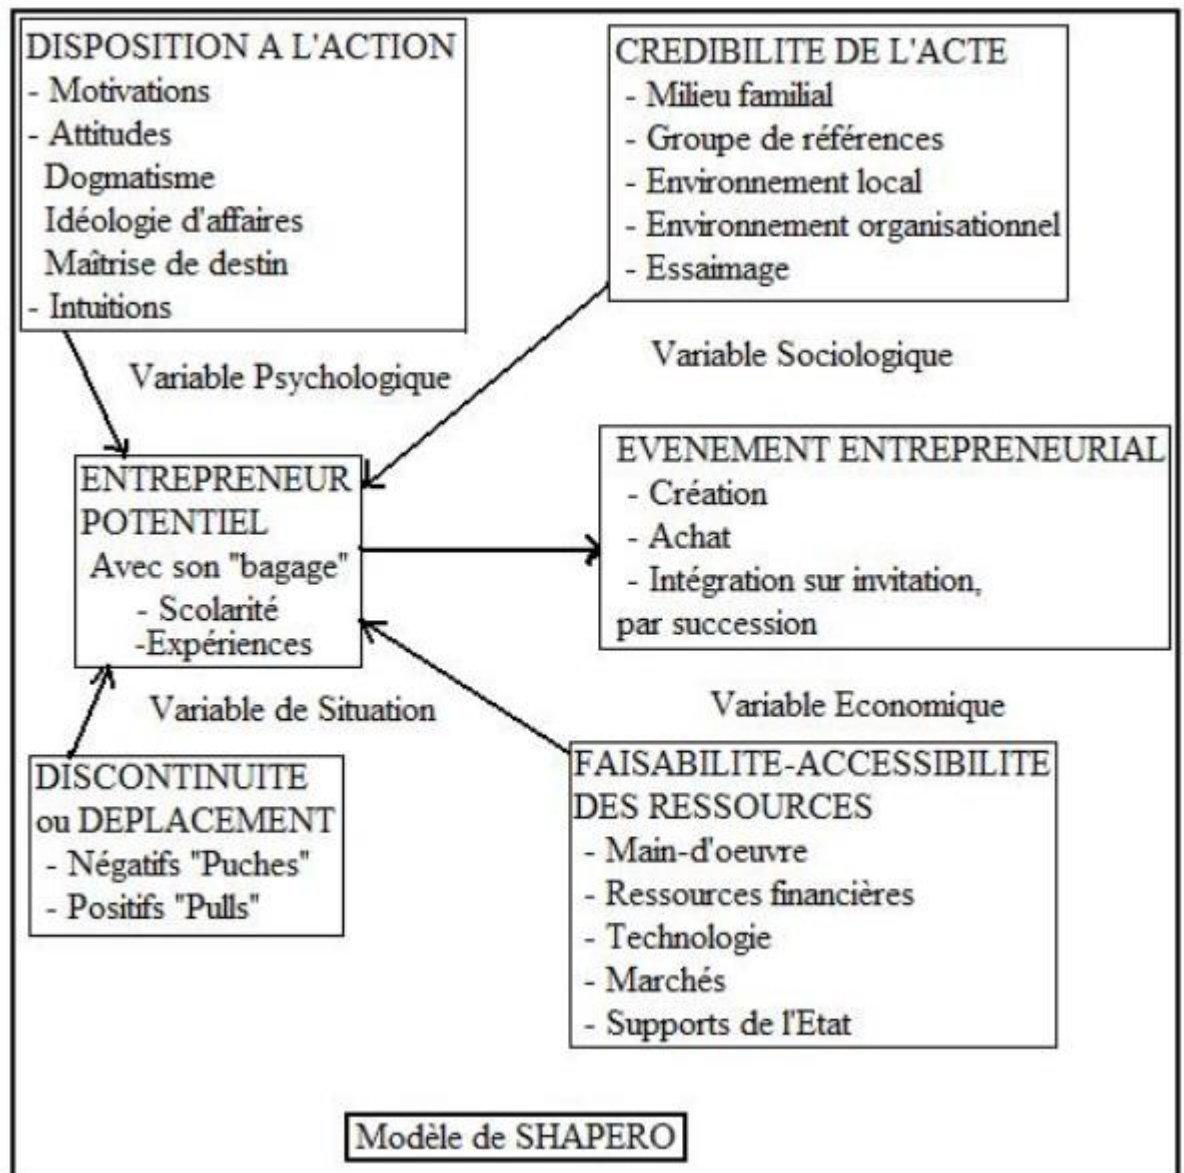 DISPOSITION A L'ACTION
- Motivations
- Attitudes
Dogmatisme
Idéologie d'affaires
Maîtrise de destin
- Intuitions
CREDIBILITE DE L'ACTE
- Milieu familial
- Groupe de références
- Environnement local
- Environnement organisationnel
- Essaimage
Variable Psychologique
Variable Sociologique
ENTREPRENEUR
POTENTIEL
Avec son "bagage"
- Scolarité
-Expériences
EVENEMENT ENTREPRENEURIAL
- Création
- Achat
- Intégration sur invitation,
par succession
Variable de Situation
Variable Economique
DISCONTINUITE
ou DEPLACEMENT
- Négatifs "Puches"
- Positifs "Pulls"
FAISABILITE-ACCESSIBILITE
DES RESSOURCES
- Main-d'oeuvre
- Ressources financières
- Technologie
- Marchés
- Supports de l'Etat
Modèle de SHAPERO